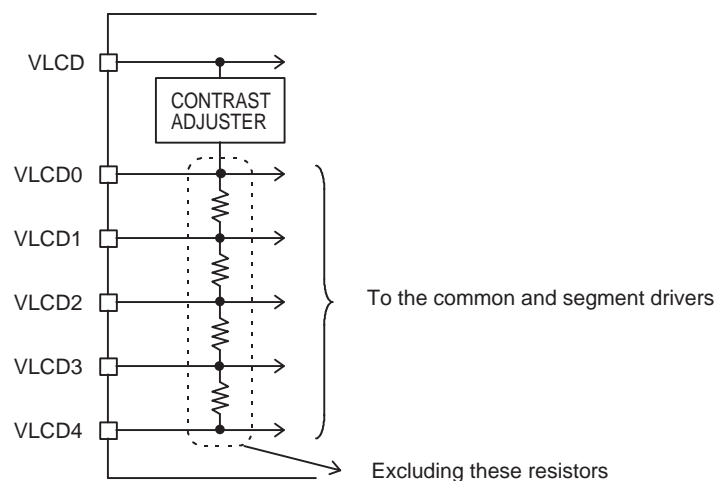 VLCD
CONTRAST
ADJUSTER
VLCD0
VLCD1
VLCD2
To the common and segment drivers
VLCD3
VLCD4
Excluding these resistors